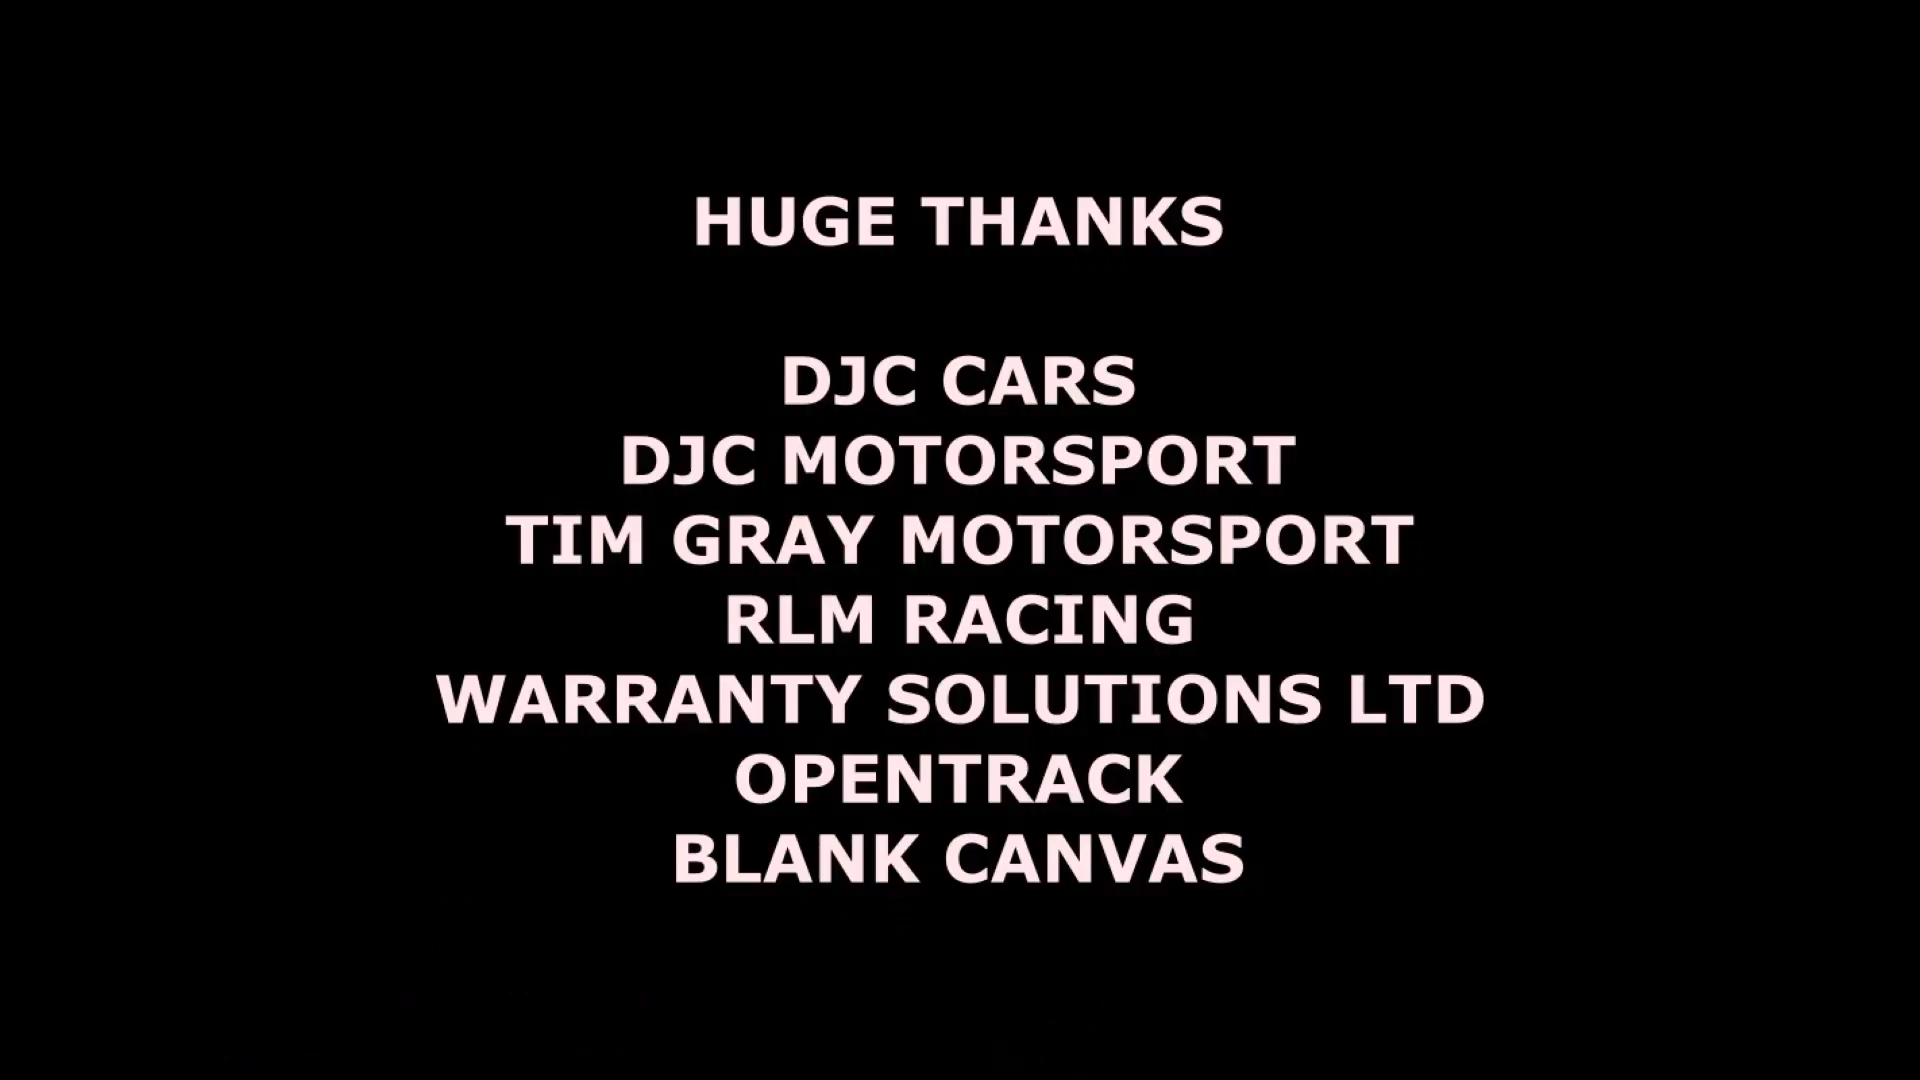 HUGE THANKS
DJC CARS
DJC MOTORSPORT
TIM GRAY MOTORSPORT
RLM RACING
WARRANTY SOLUTIONS LTD
OPENTRACK
BLANK CANVAS